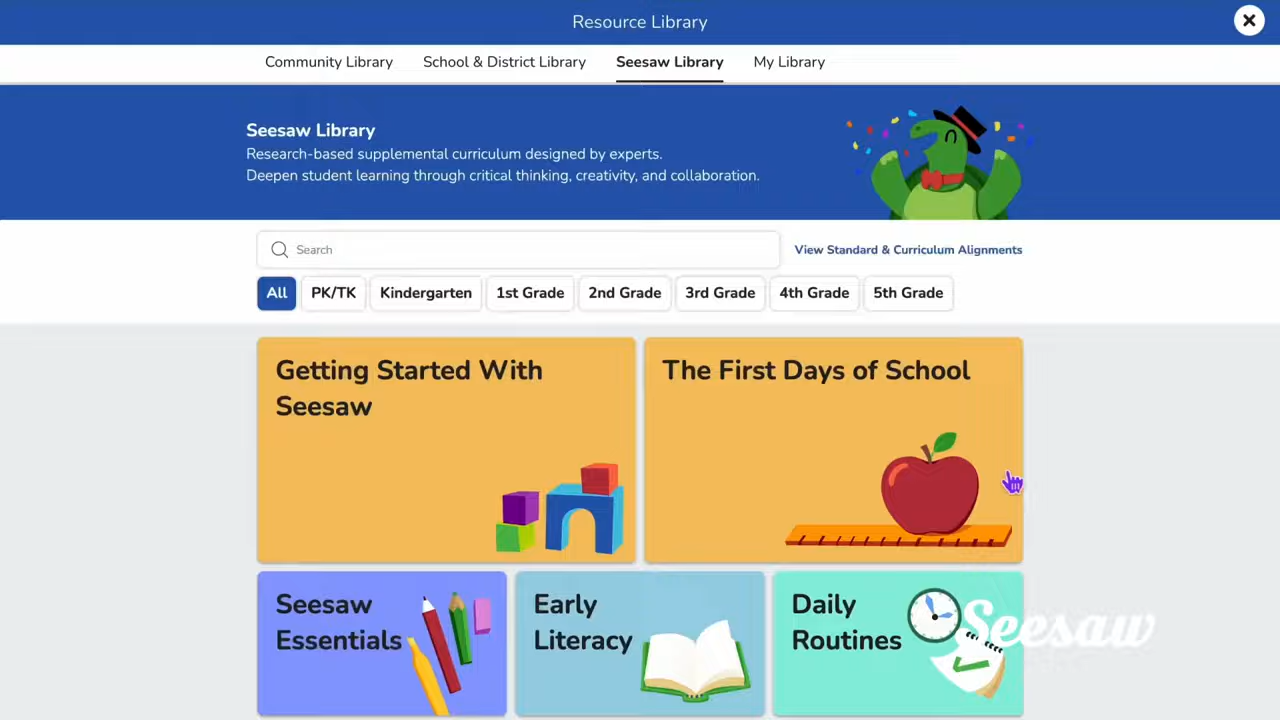 Resource Library
Community Library
School & District Library
Seesaw Library
My Library
Seesaw Library
Research-based supplemental curriculum designed by experts.
Deepen student learning through critical thinking, creativity, and collaboration.
Search
View Standard & Curriculum Alignments
All
PK/TK
Kindergarten
1st Grade
2nd Grade
3rd Grade
4th Grade
5th Grade
Getting Started With
Seesaw
The First Days of School
Seesaw
Essentials
Early
Literacy
Daily
Routines
Seesaw